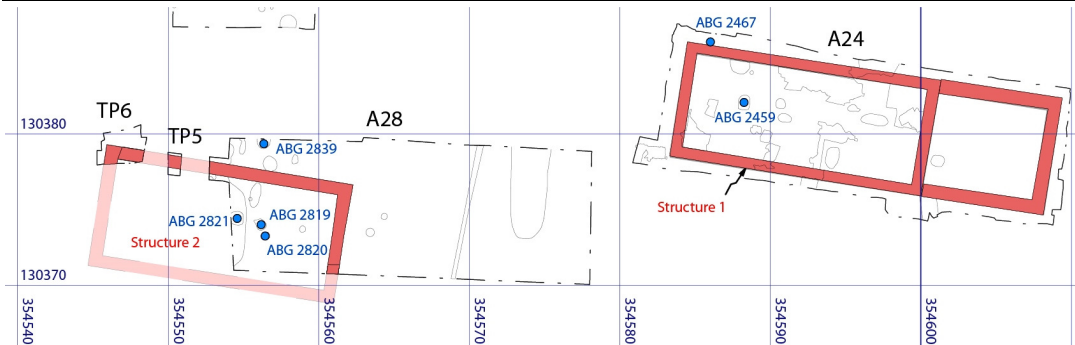 ABG 2467
A24
TP6
A28
TP5
ABG 2459
130380
ABG 2839
Structure 1
ABG 2821
ABG 2819
Structure 2
ABG 2820
130370
354540
354550
354560
354570
354580
354590
354600